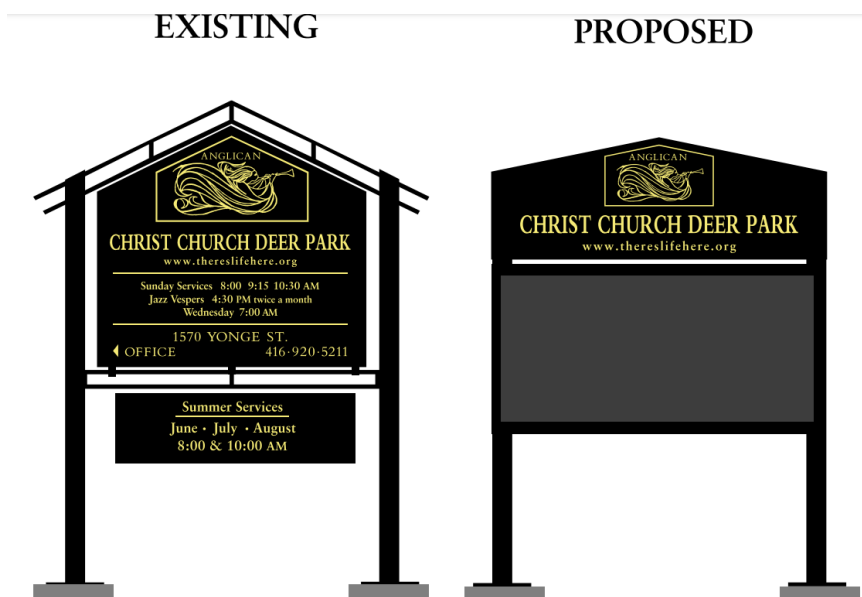 EXISTING
ANGLICAN
CHRIST CHURCH DEER PARK
www.thereslifehere.org
Sunday Services 8:00 9:15 10:30 AM
Jazz Vespers 4:30 PM twice a month
Wednesday 7:00 AM
1570 YONGE ST.
OFFICE 416·920·5211
Summer Services
June · July · August
8:00 & 10:00 AM
PROPOSED
ANGLICAN
CHRIST CHURCH DEER PARK
www.thereslifehere.org